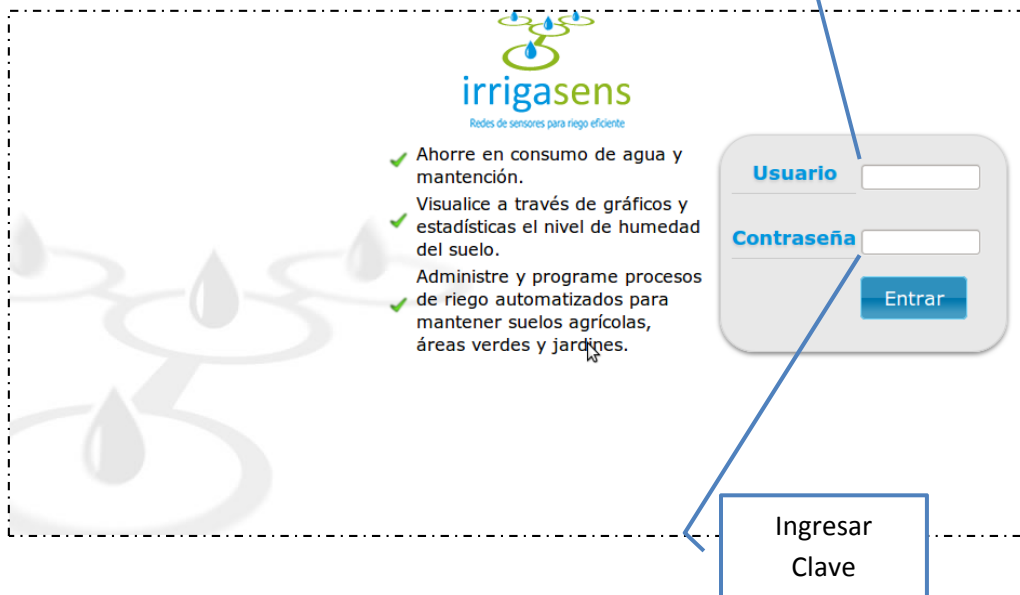 irrigasens
Redes de sensores para riego eficiente
Ahorre en consumo de agua y
mantención.
Visualice a través de gráficos y
estadísticas el nivel de humedad
del suelo.
Administre y programe procesos
de riego automatizados para
mantener suelos agrícolas,
áreas verdes y jardines.
Usuario
Contraseña
Entrar
Ingresar
Clave